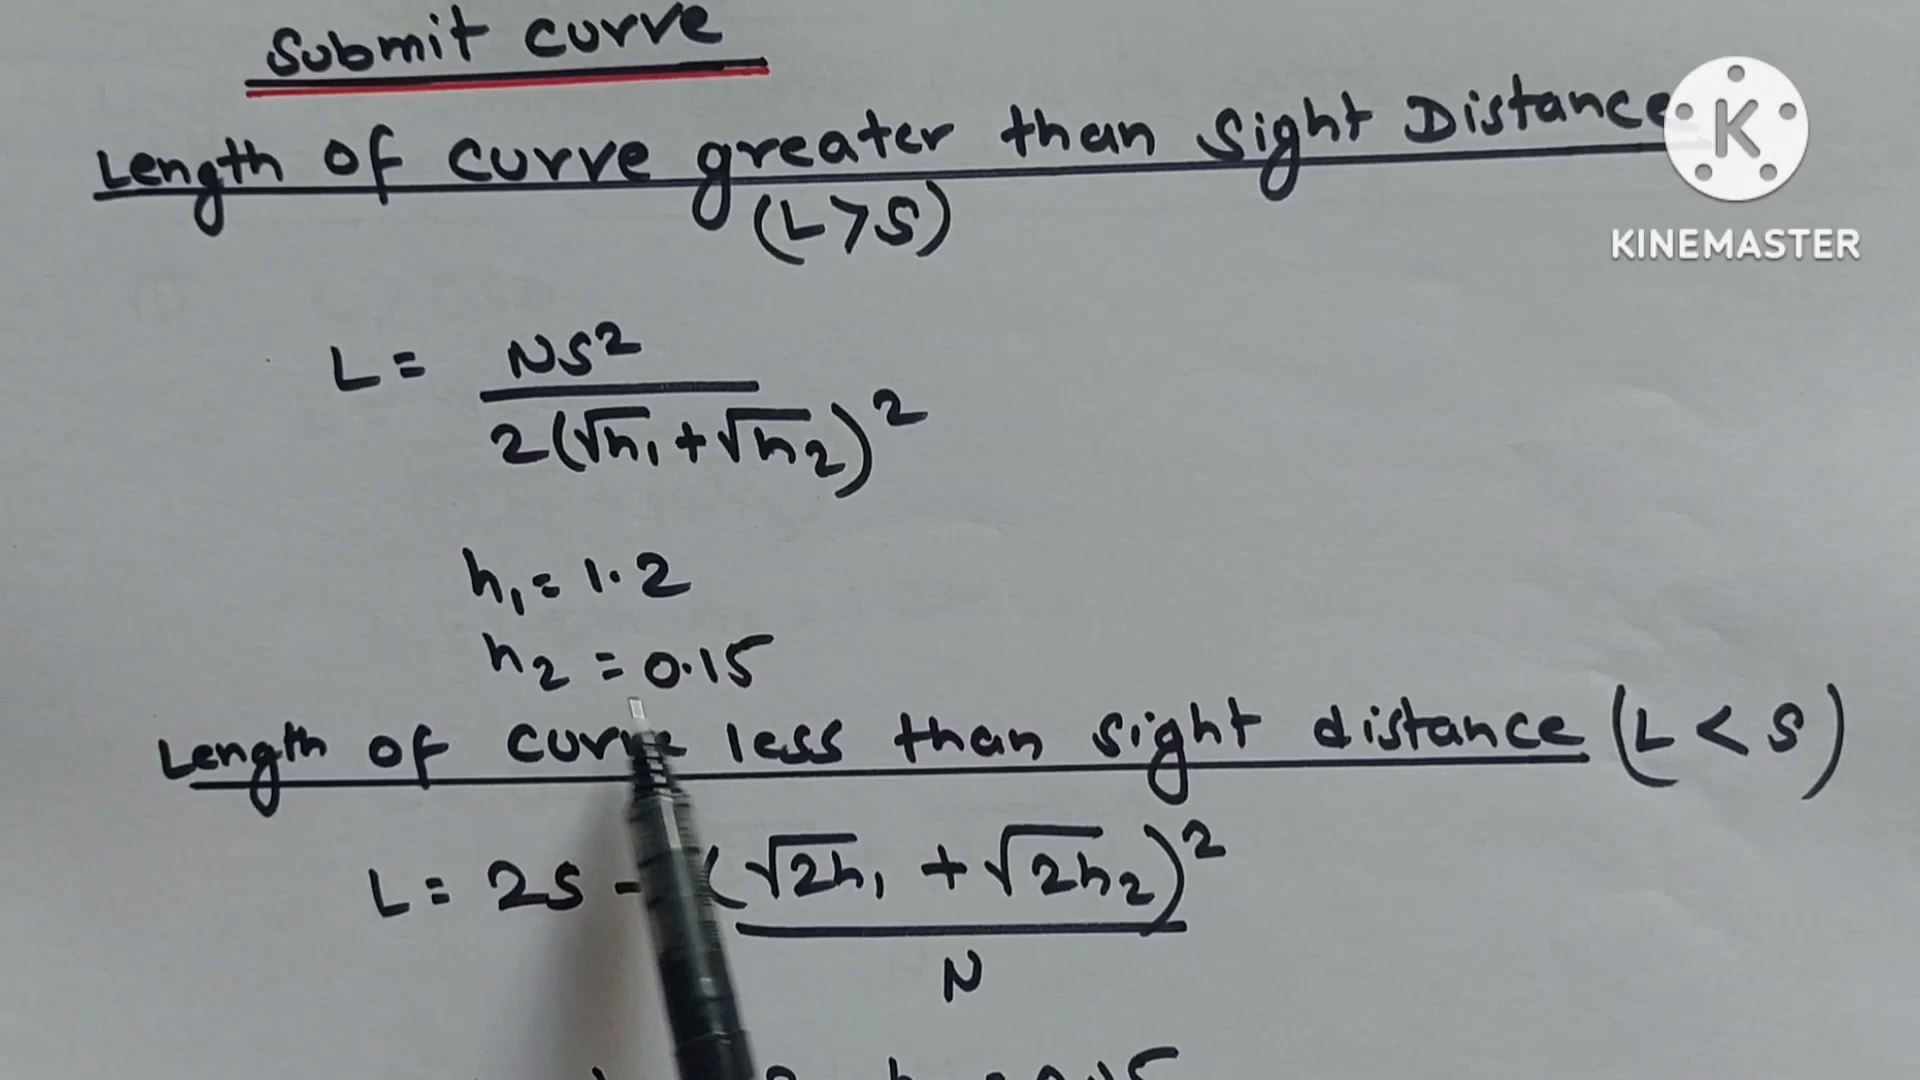 Submit curve
Length of curve greater than Sight Distance
(L>S)
K
KINEMASTER
L = NS²
2(√h₁+√h₂)²
h₁ = 1.2
h₂ = 0.15
Length of curve less than sight distance (L < S)
L = 2S - (√2h₁ + √2h₂)²
N